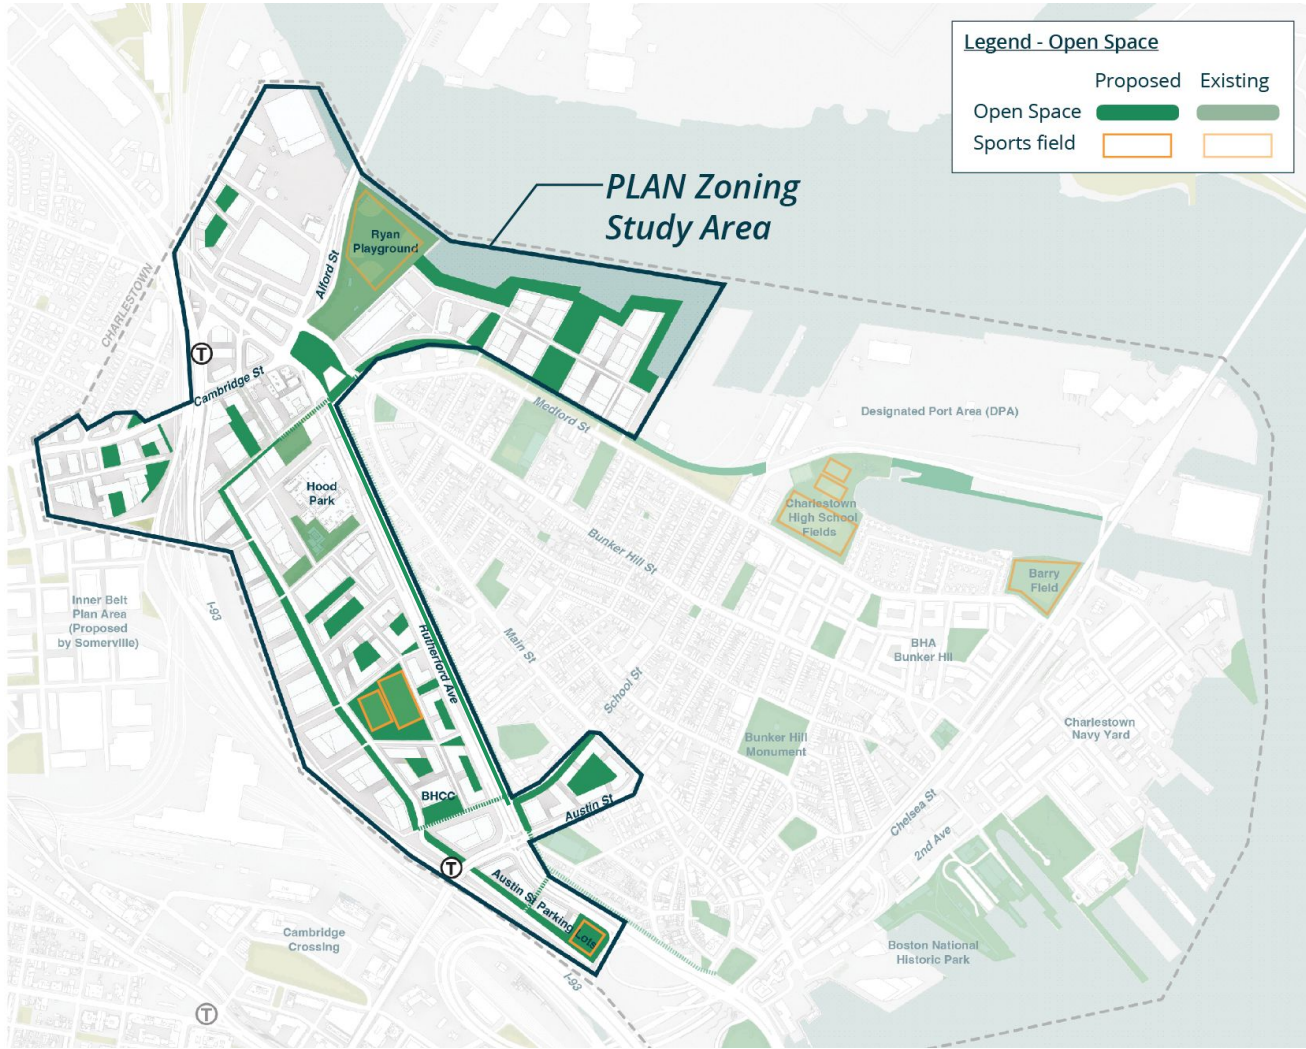 Legend - Open Space
Proposed Existing
Open Space
Sports field
PLAN Zoning
Study Area
Ryan
Playground
Alford St
CHARLESTOWN
T
Cambridge St
Medford St
Designated Port Area (DPA)
Hood
Park
Charlestown
High School
Fields
Bunker Hill St
Barry
Field
Inner Belt
Plan Area
(Proposed
by Somerville)
I-93
Main St
Rutherford Ave
School St
BHA
Bunker Hill
Charlestown
Navy Yard
Bunker Hill
Monument
BHCC
Austin St
Chelsea St
2nd Ave
T
Austin St Parking
Lots
Cambridge
Crossing
Boston National
Historic Park
I-93
T